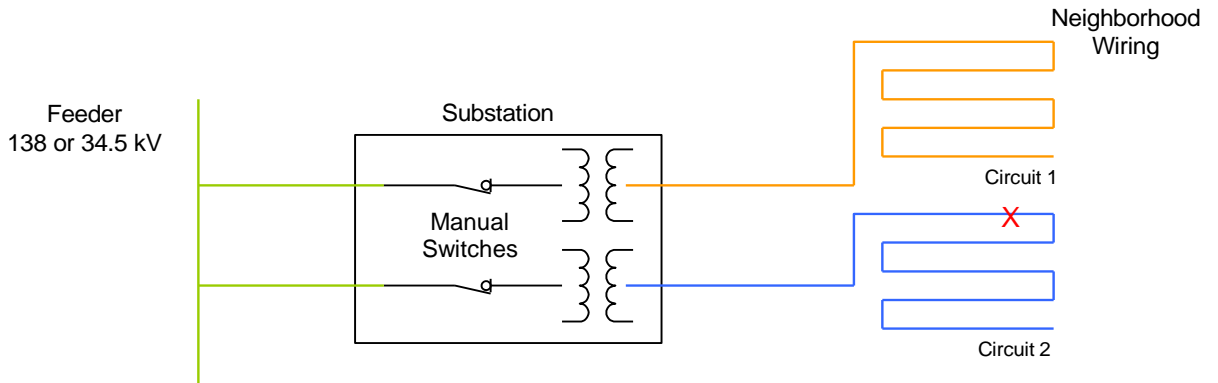 Neighborhood
Wiring
Feeder
138 or 34.5 kV
Substation
Manual
Switches
Circuit 1
X
Circuit 2